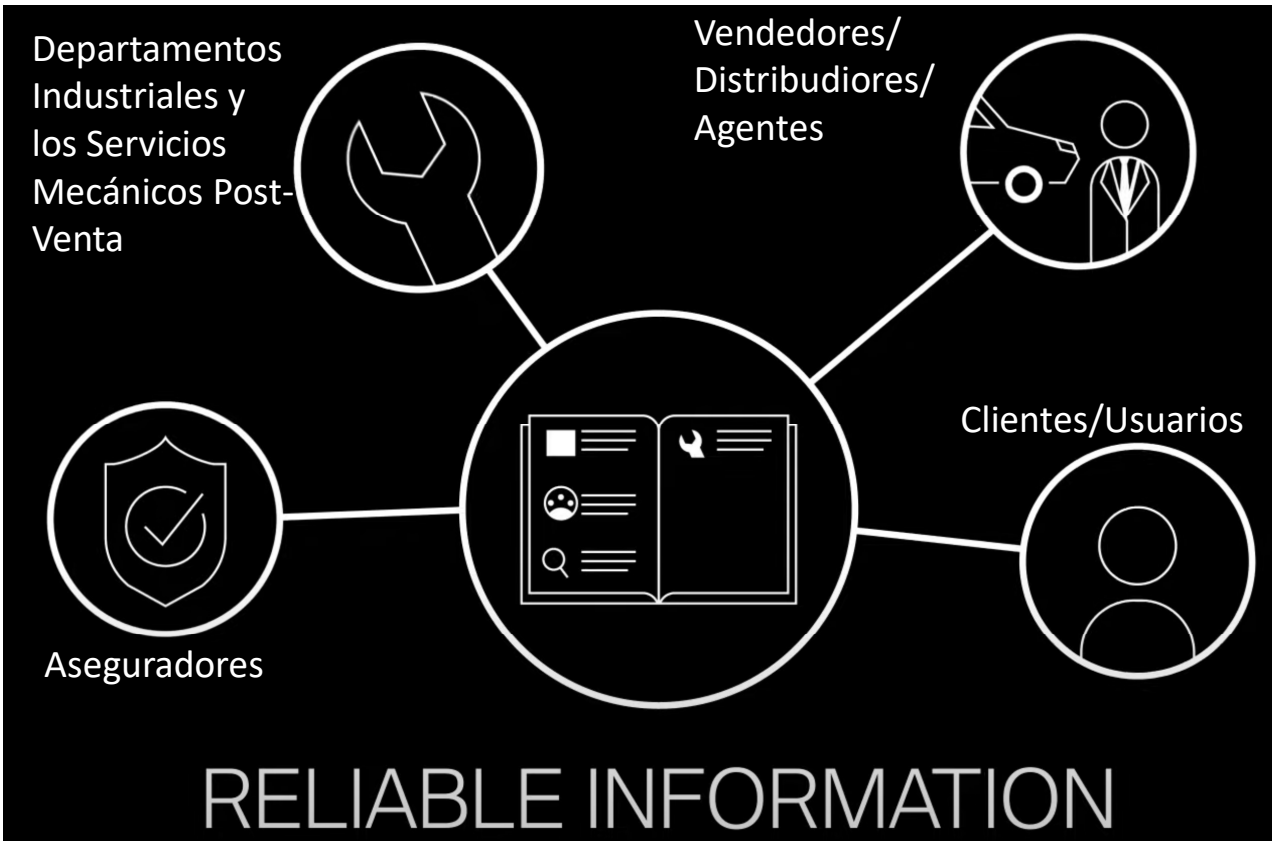 Departamentos
Industriales y
los Servicios
Mecánicos Post-
Venta
Vendedores/
Distribudiores/
Agentes
Clientes/Usuarios
Aseguradores
RELIABLE INFORMATION